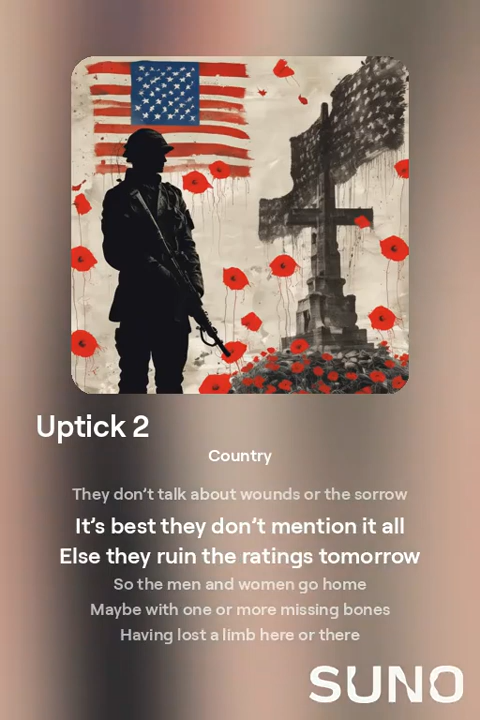 Uptick 2
Country
They don't talk about wounds or the sorrow
It's best they don't mention it all
Else they ruin the ratings tomorrow
So the men and women go home
Maybe with one or more missing bones
Having lost a limb here or there
SUNO